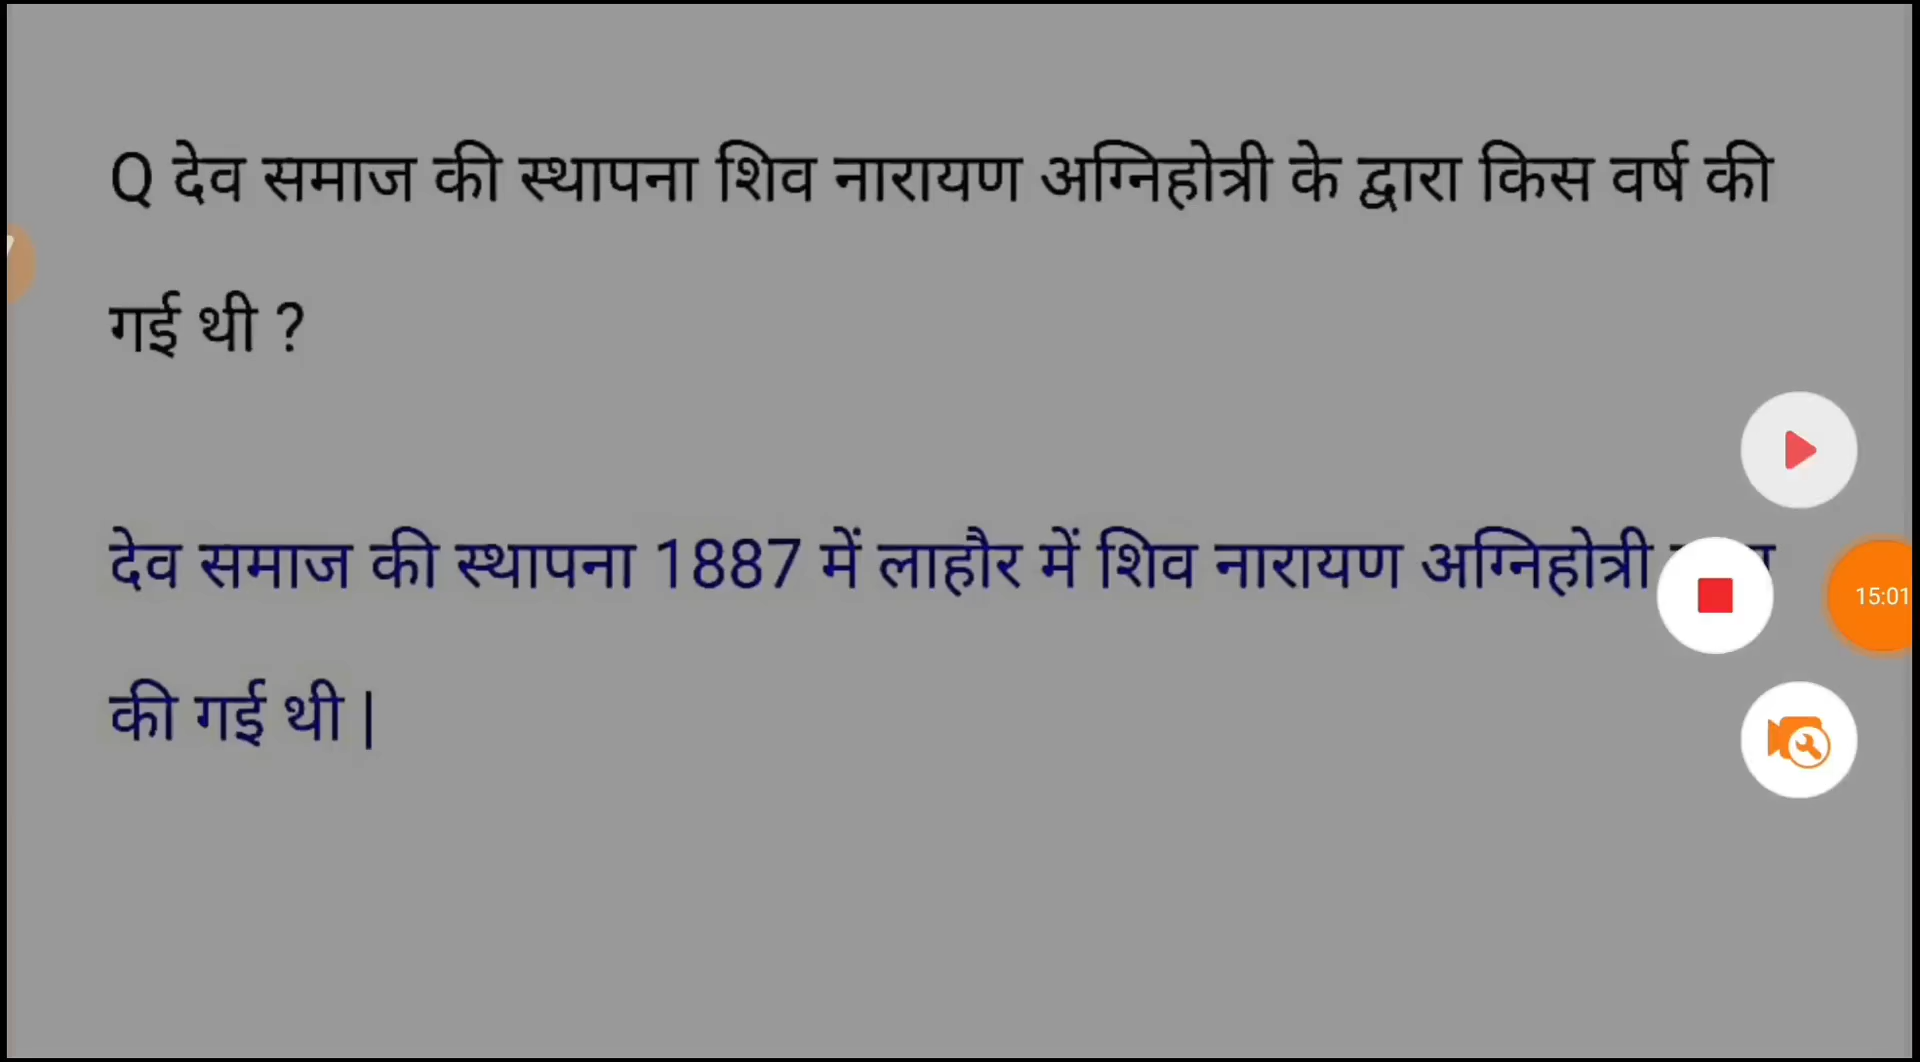 Q देव समाज की स्थापना शिव नारायण अग्निहोत्री के द्वारा किस वर्ष की
गई थी ?
देव समाज की स्थापना 1887 में लाहौर में शिव नारायण अग्निहोत्री
की गई थी |
15:01